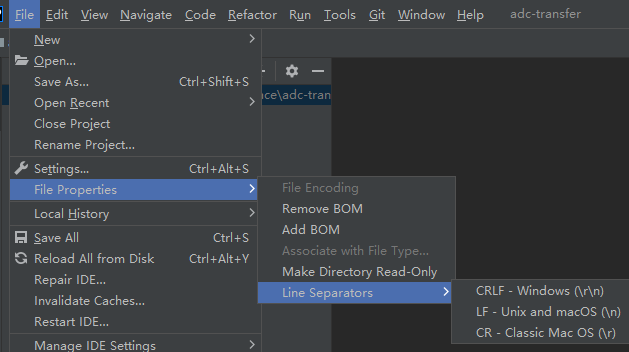 File Edit View Navigate Code Refactor Run Tools Git Window Help adc-transfer
New
Open...
Save As... Ctrl+Shift+S
Open Recent
ace\adc-tran
Close Project
Rename Project...
Settings... Ctrl+Alt+S
File Properties
File Encoding
Local History
Remove BOM
Save All Ctrl+S
Add BOM
Reload All from Disk Ctrl+Alt+Y
Associate with File Type...
Repair IDE...
Make Directory Read-Only
Invalidate Caches...
Line Separators
CRLF - Windows (\r\n)
Restart IDE...
LF - Unix and macOS (\n)
CR - Classic Mac OS (\r)
Manage IDE Settings